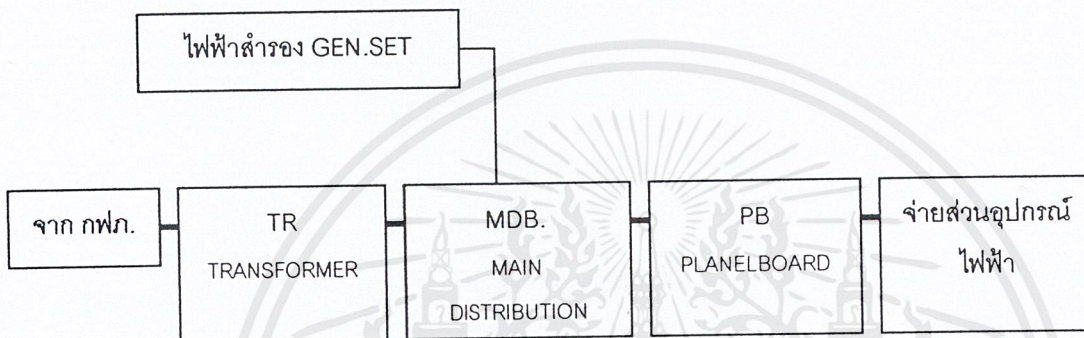 ไฟฟ้าสำรอง GEN.SET
จาก กฟภ.
TR
TRANSFORMER
MDB.
MAIN
DISTRIBUTION
PB
PLANELBOARD
จ่ายส่วนอุปกรณ์
ไฟฟ้า